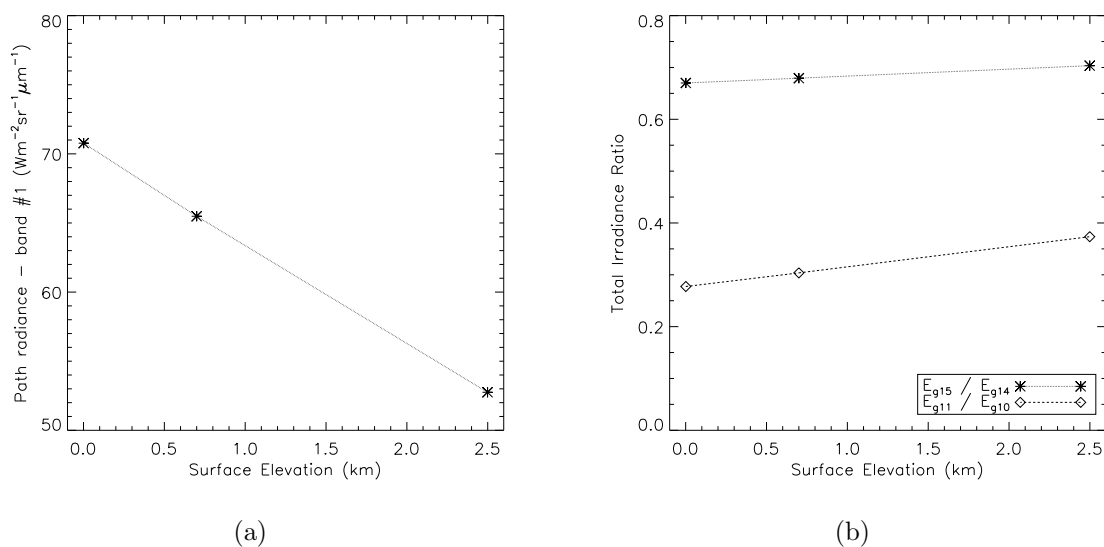 80
70
60
50
Path radiance − band #1 (Wm⁻²sr⁻¹μm⁻¹)
0.0 0.5 1.0 1.5 2.0 2.5
Surface Elevation (km)
(a)
0.8
0.6
0.4
0.2
0.0
Total Irradiance Ratio
E_g15 / E_g14
E_g11 / E_g10
0.0 0.5 1.0 1.5 2.0 2.5
Surface Elevation (km)
(b)